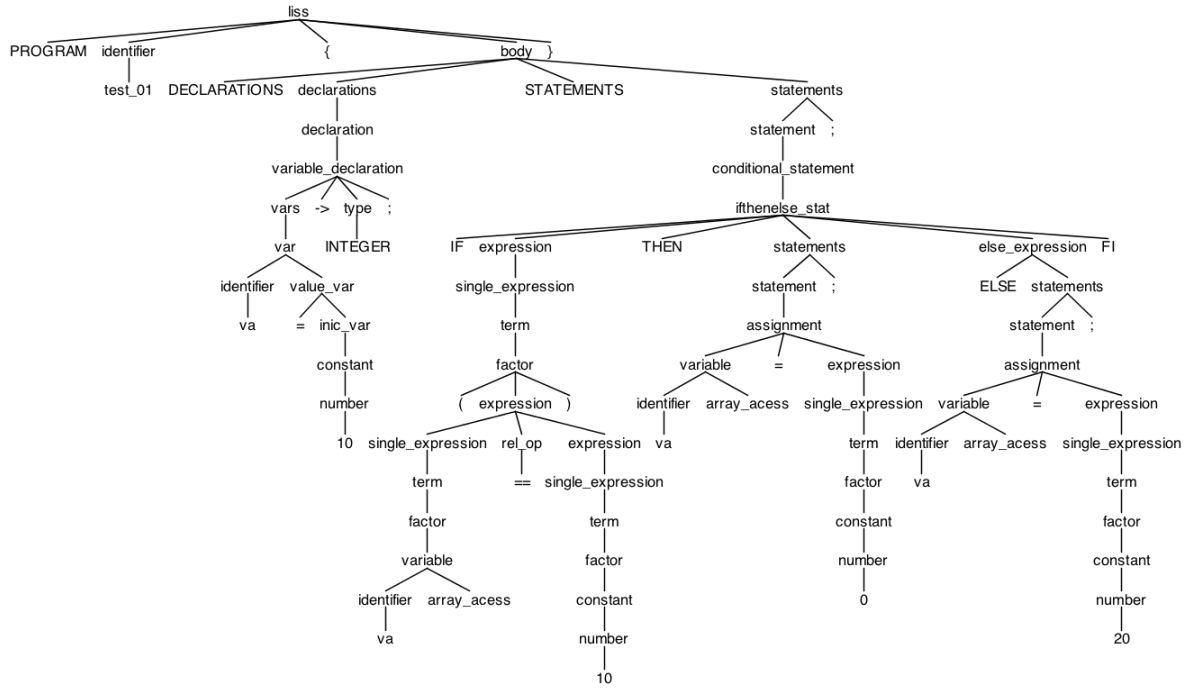 liss
PROGRAM identifier { body }
test_01 DECLARATIONS declarations STATEMENTS statements
declaration statement ;
variable_declaration conditional_statement
vars -> type ; ifthenelse_stat
var INTEGER IF expression THEN statements else_expression FI
identifier value_var single_expression statement ; ELSE statements
va = inic_var term assignment statement ;
constant factor variable = expression assignment
number ( expression ) identifier array_acess single_expression variable = expression
10 single_expression rel_op expression va term identifier array_acess single_expression
term == single_expression factor va term
factor term constant factor
variable factor number constant
identifier array_acess constant 0 number
va number 20
10